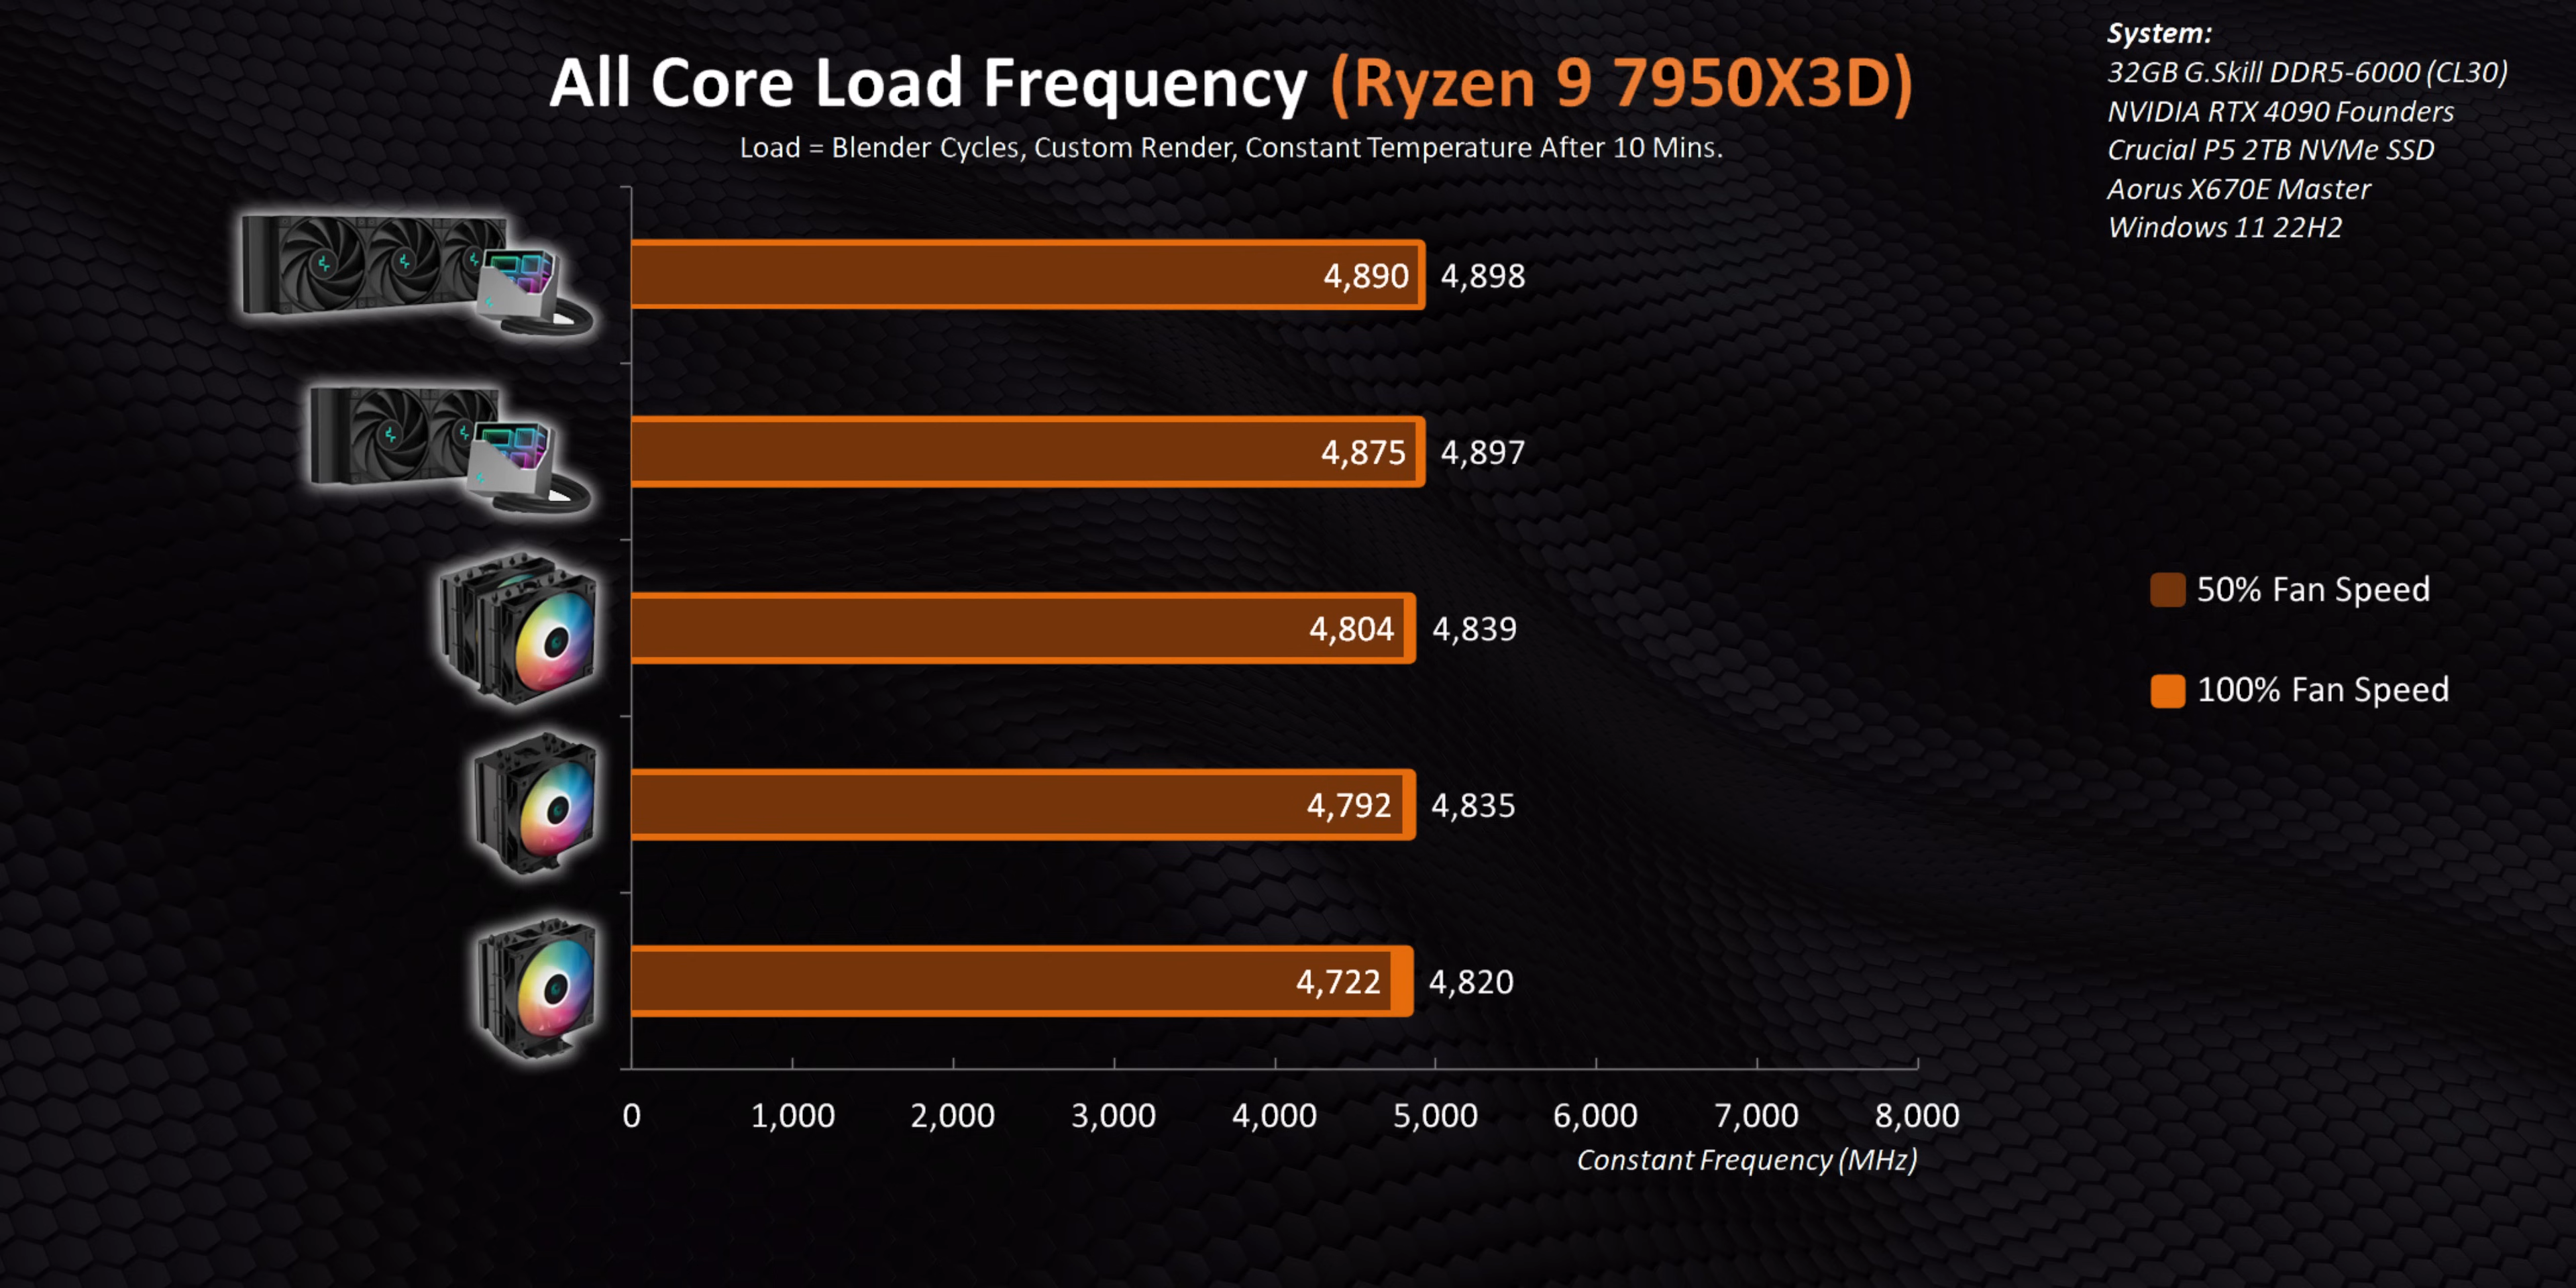 All Core Load Frequency (Ryzen 9 7950X3D)
Load = Blender Cycles, Custom Render, Constant Temperature After 10 Mins.
System:
32GB G.Skill DDR5-6000 (CL30)
NVIDIA RTX 4090 Founders
Crucial P5 2TB NVMe SSD
Aorus X670E Master
Windows 11 22H2
4,890 4,898
4,875 4,897
4,804 4,839
4,792 4,835
4,722 4,820
50% Fan Speed
100% Fan Speed
0 1,000 2,000 3,000 4,000 5,000 6,000 7,000 8,000
Constant Frequency (MHz)